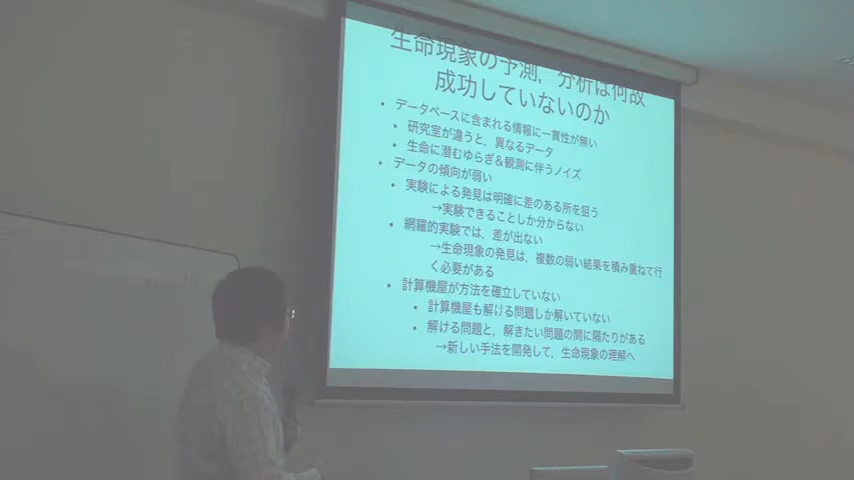 生命現象の予測，分析は何故
成功していないのか
• データベースに含まれる情報に一貫性が無い
• 研究室が違うと，異なるデータ
• 生命に潜むゆらぎ＆観測に伴うノイズ
• データの傾向が弱い
• 実験による発見は明確に差のある所を狙う
→実験できることしか分からない
• 網羅的実験では，差が出ない
→生命現象の発見は，複数の弱い結果を積み重ねて行
く必要がある
• 計算機屋が方法を確立していない
• 計算機屋も解ける問題しか解いていない
• 解ける問題と，解きたい問題の間に隔たりがある
→新しい手法を開発して，生命現象の理解へ